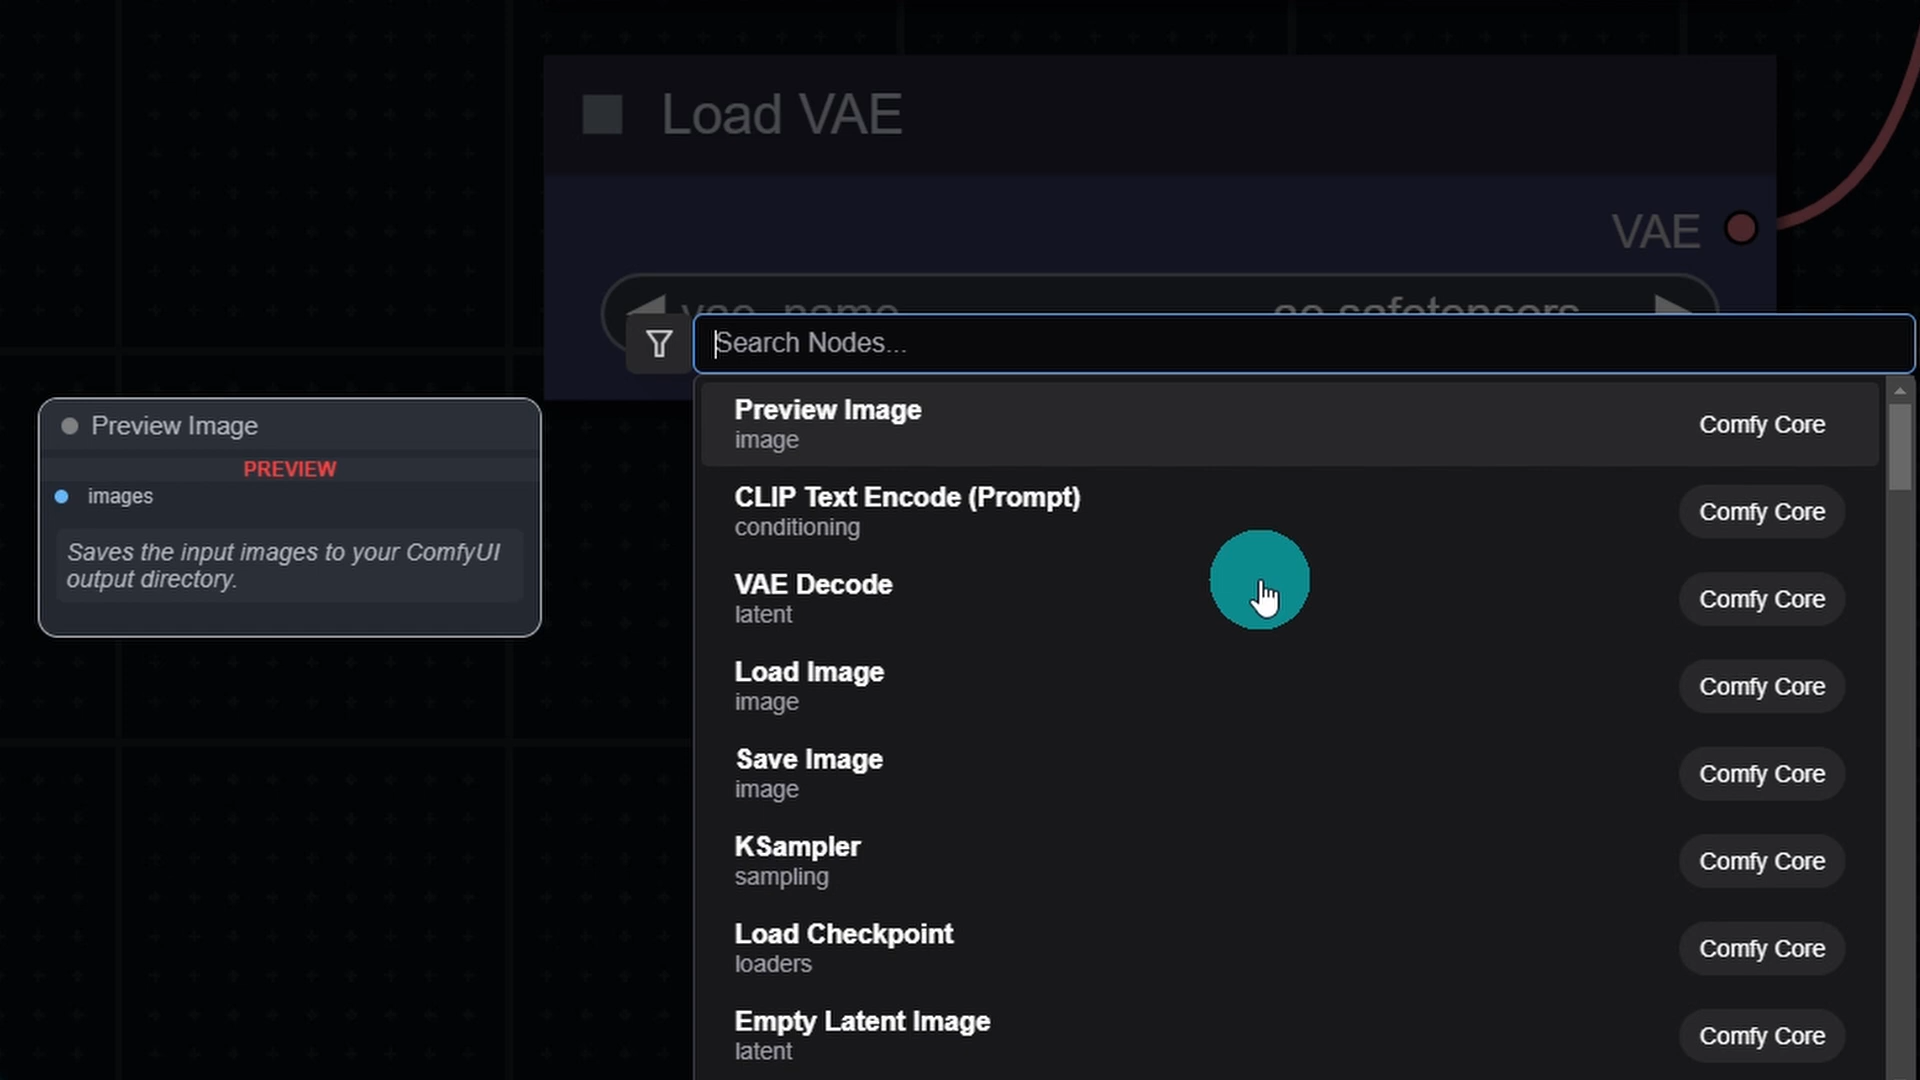 Load VAE
VAE
vae_name ae.safetensors
Search Nodes...
Preview Image
PREVIEW
images
Saves the input images to your ComfyUI
output directory.
Preview Image
image
Comfy Core
CLIP Text Encode (Prompt)
conditioning
Comfy Core
VAE Decode
latent
Comfy Core
Load Image
image
Comfy Core
Save Image
image
Comfy Core
KSampler
sampling
Comfy Core
Load Checkpoint
loaders
Comfy Core
Empty Latent Image
latent
Comfy Core